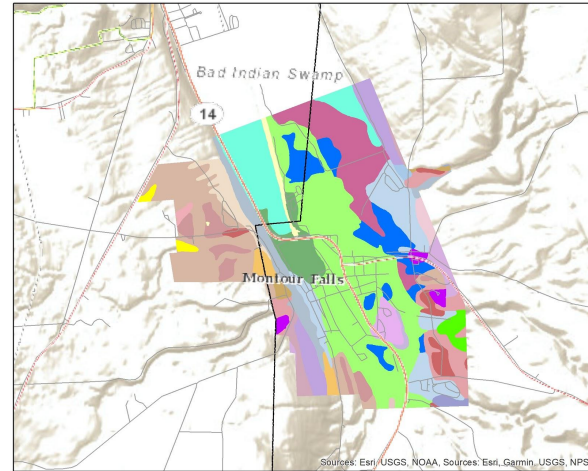 Bad Indian Swamp
14
Montour Falls
Sources: Esri, USGS, NOAA, Sources: Esri, Garmin, USGS, NPS